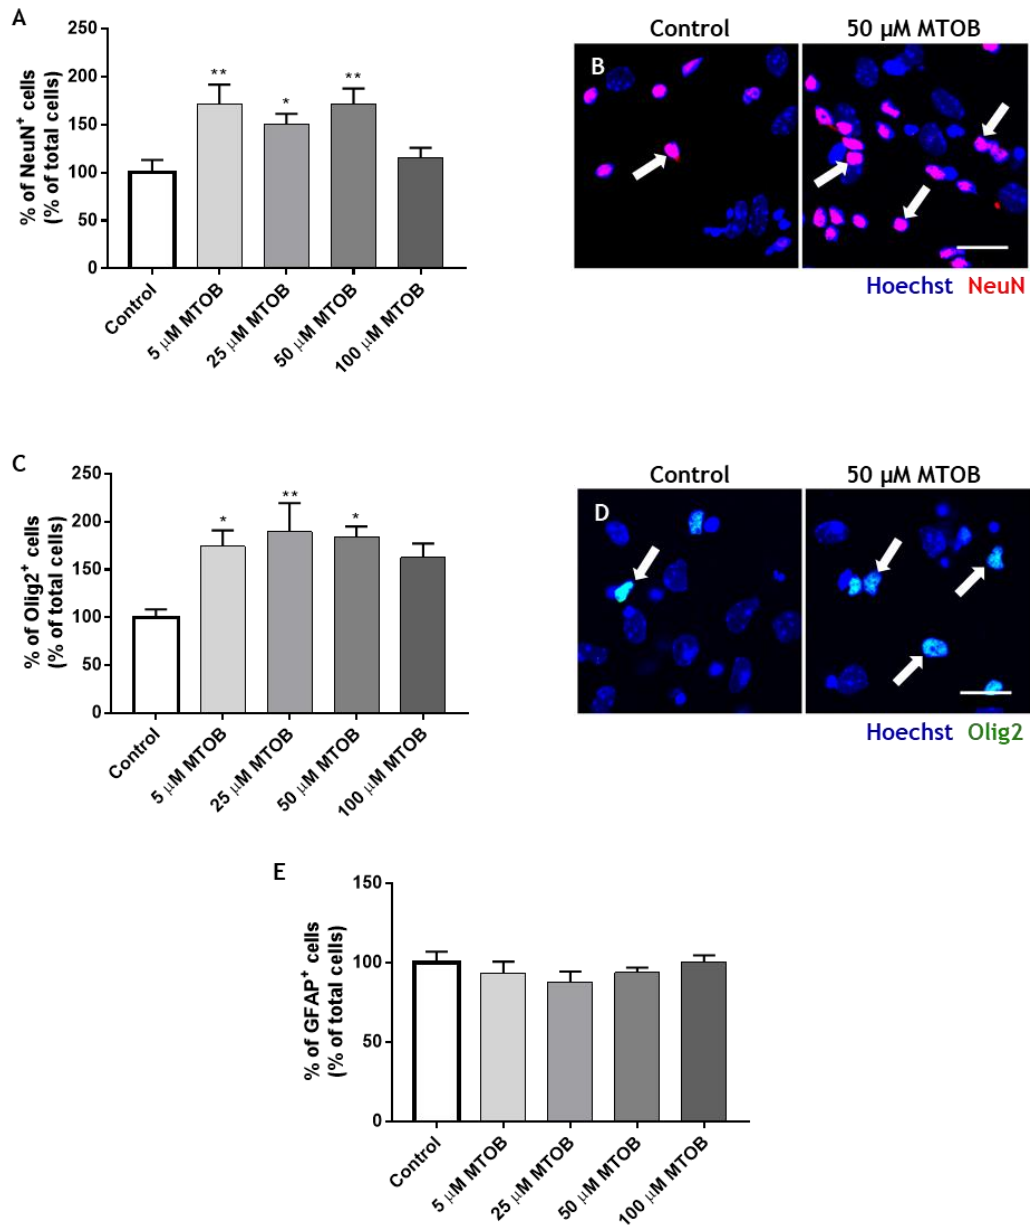 A
% of NeuN⁺ cells
(% of total cells)
250
200
150
100
50
0
**
*
**
Control
5 µM MTOB
25 µM MTOB
50 µM MTOB
100 µM MTOB
Control
50 µM MTOB
B
Hoechst NeuN
C
% of Olig2⁺ cells
(% of total cells)
250
200
150
100
50
0
*
**
*
Control
5 µM MTOB
25 µM MTOB
50 µM MTOB
100 µM MTOB
Control
50 µM MTOB
D
Hoechst Olig2
E
% of GFAP⁺ cells
(% of total cells)
150
100
50
0
Control
5 µM MTOB
25 µM MTOB
50 µM MTOB
100 µM MTOB